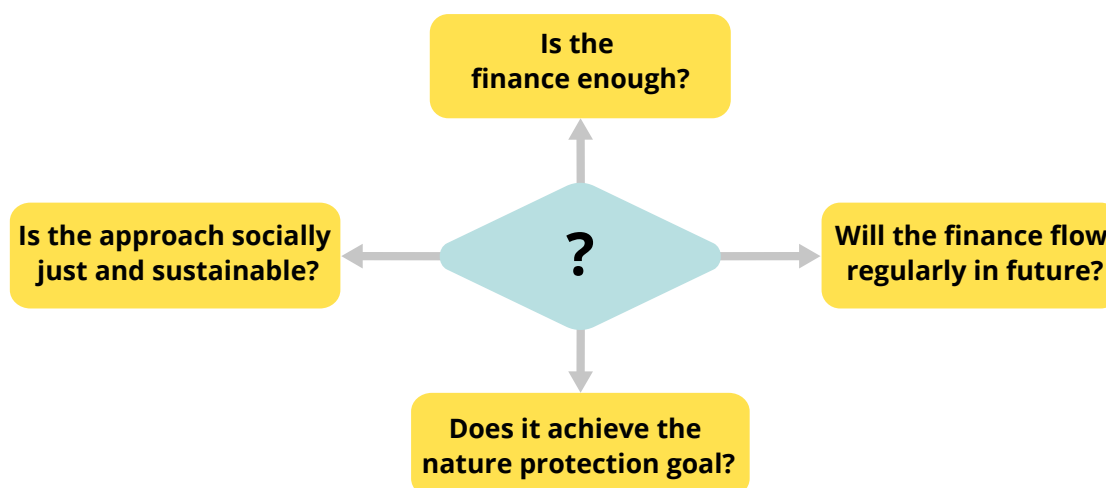 Is the
finance enough?
Is the approach socially
just and sustainable?
?
Will the finance flow
regularly in future?
Does it achieve the
nature protection goal?